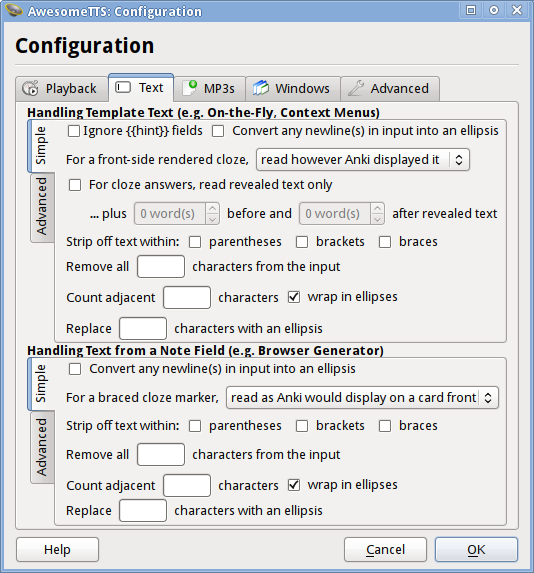 AwesomeTTS: Configuration
Configuration
Playback Text MP3s Windows Advanced
Handling Template Text (e.g. On-the-Fly, Context Menus)
Simple
Advanced
Ignore {{hint}} fields Convert any newline(s) in input into an ellipsis
For a front-side rendered cloze, read however Anki displayed it
For cloze answers, read revealed text only
... plus 0 word(s) before and 0 word(s) after revealed text
Strip off text within: parentheses brackets braces
Remove all characters from the input
Count adjacent characters wrap in ellipses
Replace characters with an ellipsis
Handling Text from a Note Field (e.g. Browser Generator)
Simple
Advanced
Convert any newline(s) in input into an ellipsis
For a braced cloze marker, read as Anki would display on a card front
Strip off text within: parentheses brackets braces
Remove all characters from the input
Count adjacent characters wrap in ellipses
Replace characters with an ellipsis
Help Cancel OK